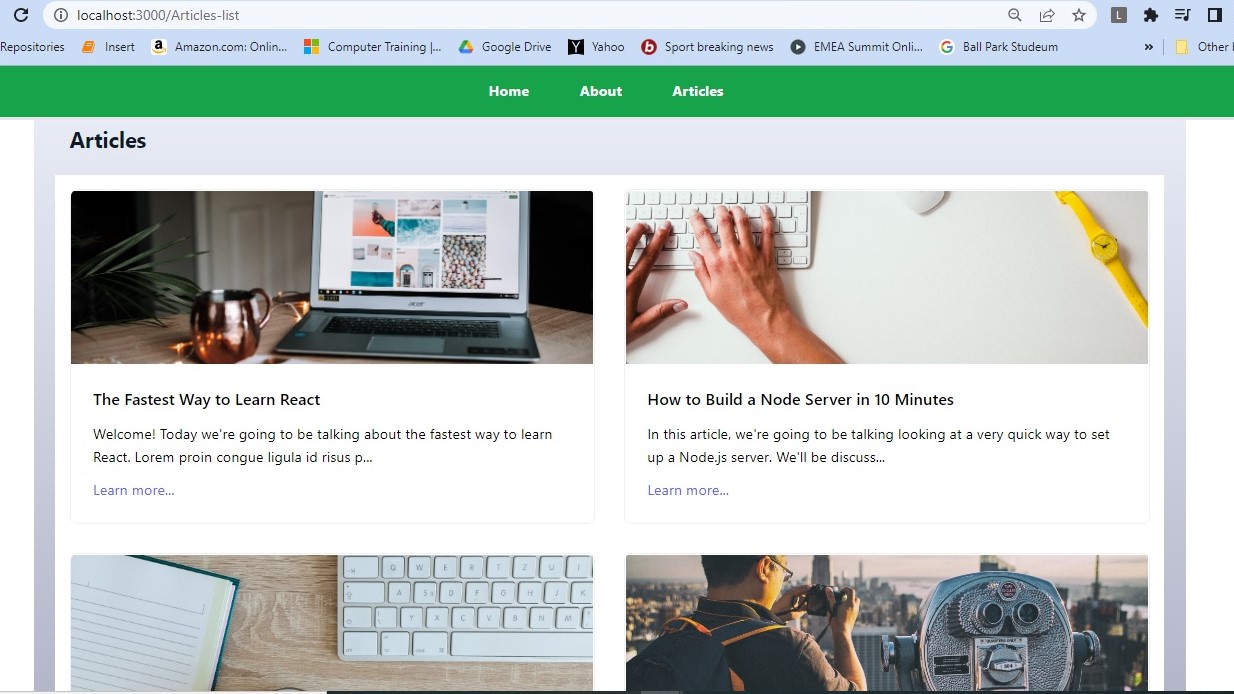 localhost:3000/Articles-list
L
Repositories Insert Amazon.com: Onlin... Computer Training |... Google Drive Yahoo Sport breaking news EMEA Summit Onli... Ball Park Studeum » Other
Home About Articles
Articles
acer
The Fastest Way to Learn React
Welcome! Today we're going to be talking about the fastest way to learn
React. Lorem proin congue ligula id risus p...
Learn more...
How to Build a Node Server in 10 Minutes
In this article, we're going to be talking looking at a very quick way to set
up a Node.js server. We'll be discuss...
Learn more...
Q W E R T Z U I
A S D F G H J K
Y X C V B N M